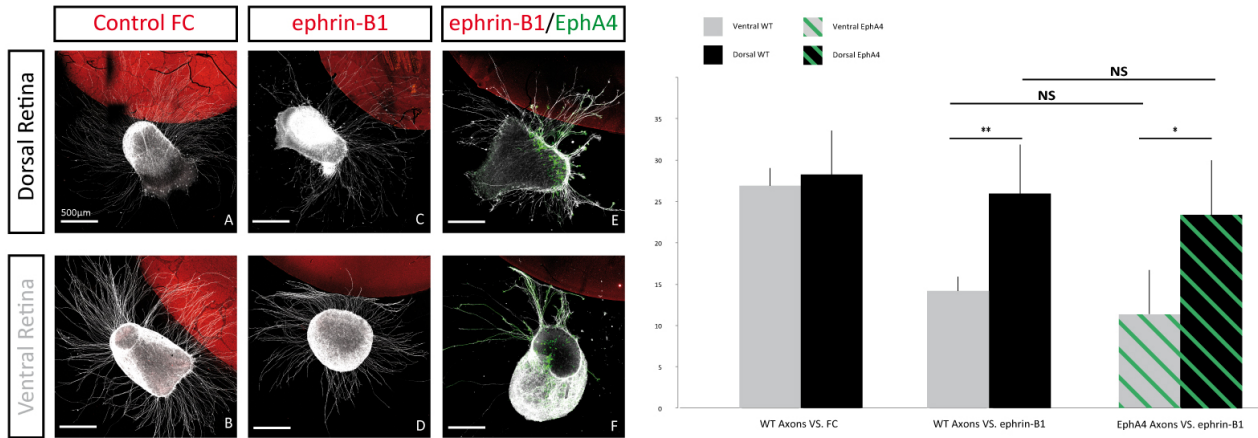 Control FC
ephrin-B1
ephrin-B1/EphA4
Dorsal Retina
500μm
A
C
E
Ventral Retina
B
D
F
Ventral WT
Ventral EphA4
Dorsal WT
Dorsal EphA4
NS
NS
**
*
35
30
25
20
15
10
5
0
WT Axons VS. FC
WT Axons VS. ephrin-B1
EphA4 Axons VS. ephrin-B1